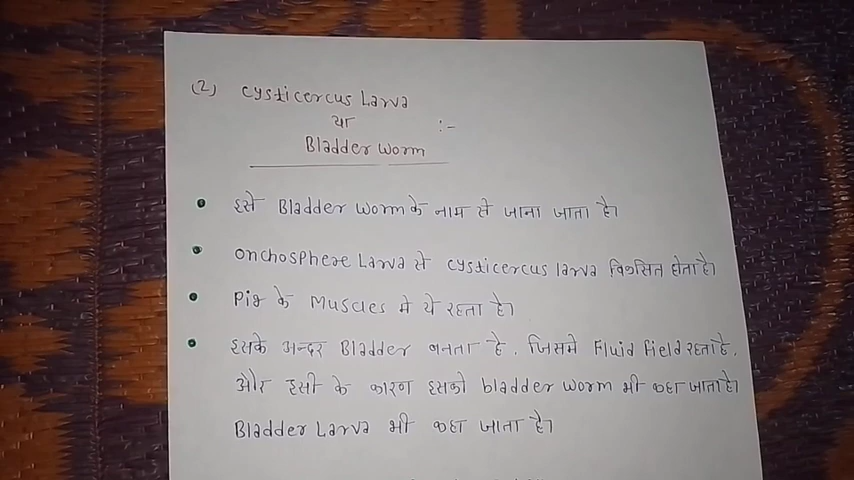 (2) Cysticercus Larva
या :-
Bladder worm
• इसे Bladder Worm के नाम से जाना जाता है।
• Onchosphere Larva से Cysticercus larva विकसित होता है।
• Pig के Muscles मे ये रहता है।
• इसके अन्दर Bladder बनता है, जिसमे Fluid Field रहता है,
और इसी के कारण इसको bladder worm भी कहा जाता है।
Bladder Larva भी कहा जाता है।